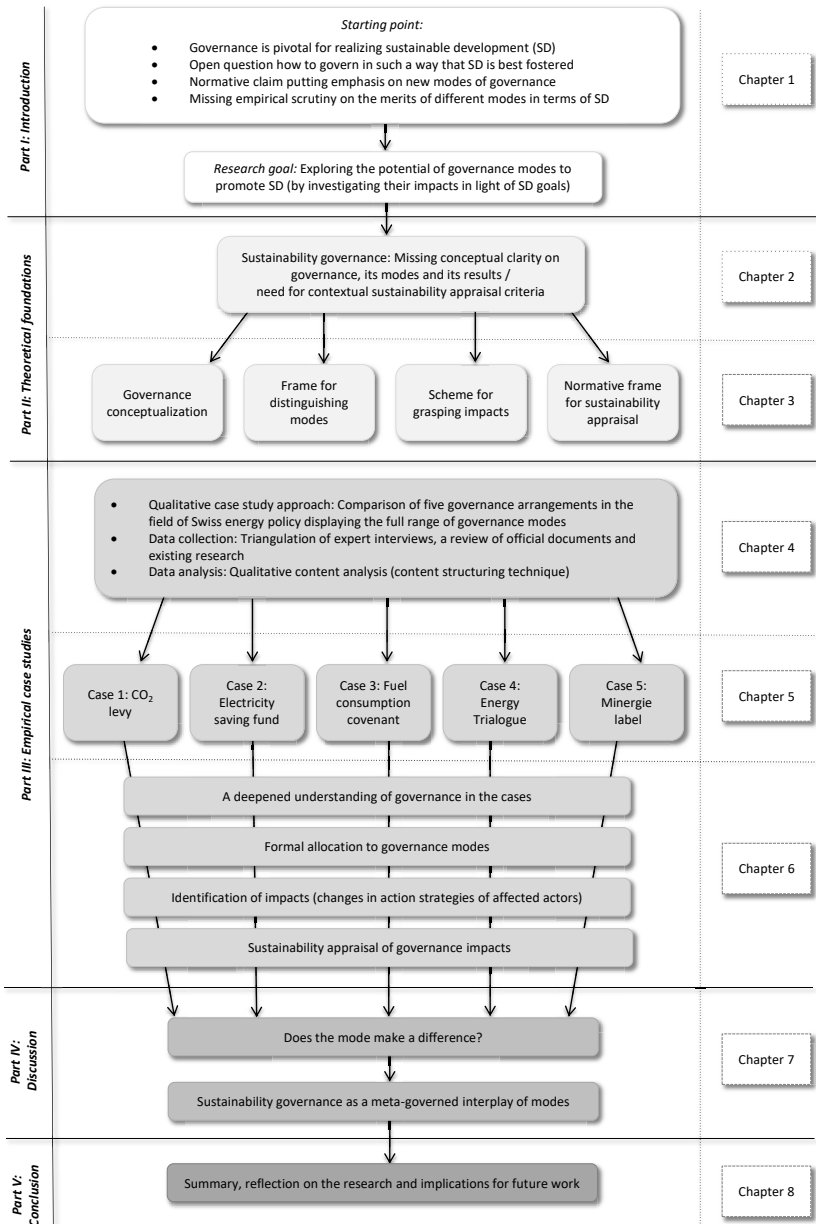 Part I: Introduction
Starting point:
• Governance is pivotal for realizing sustainable development (SD)
• Open question how to govern in such a way that SD is best fostered
• Normative claim putting emphasis on new modes of governance
• Missing empirical scrutiny on the merits of different modes in terms of SD
Chapter 1
Research goal: Exploring the potential of governance modes to
promote SD (by investigating their impacts in light of SD goals)
Part II: Theoretical foundations
Sustainability governance: Missing conceptual clarity on
governance, its modes and its results /
need for contextual sustainability appraisal criteria
Chapter 2
Governance
conceptualization
Frame for
distinguishing
modes
Scheme for
grasping impacts
Normative frame
for sustainability
appraisal
Chapter 3
Part III: Empirical case studies
• Qualitative case study approach: Comparison of five governance arrangements in the
field of Swiss energy policy displaying the full range of governance modes
• Data collection: Triangulation of expert interviews, a review of official documents and
existing research
• Data analysis: Qualitative content analysis (content structuring technique)
Chapter 4
Case 1: CO₂
levy
Case 2:
Electricity
saving fund
Case 3: Fuel
consumption
covenant
Case 4:
Energy
Trialogue
Case 5:
Minergie
label
Chapter 5
A deepened understanding of governance in the cases
Formal allocation to governance modes
Identification of impacts (changes in action strategies of affected actors)
Sustainability appraisal of governance impacts
Chapter 6
Part IV:
Discussion
Does the mode make a difference?
Sustainability governance as a meta-governed interplay of modes
Chapter 7
Part V:
Conclusion
Summary, reflection on the research and implications for future work
Chapter 8